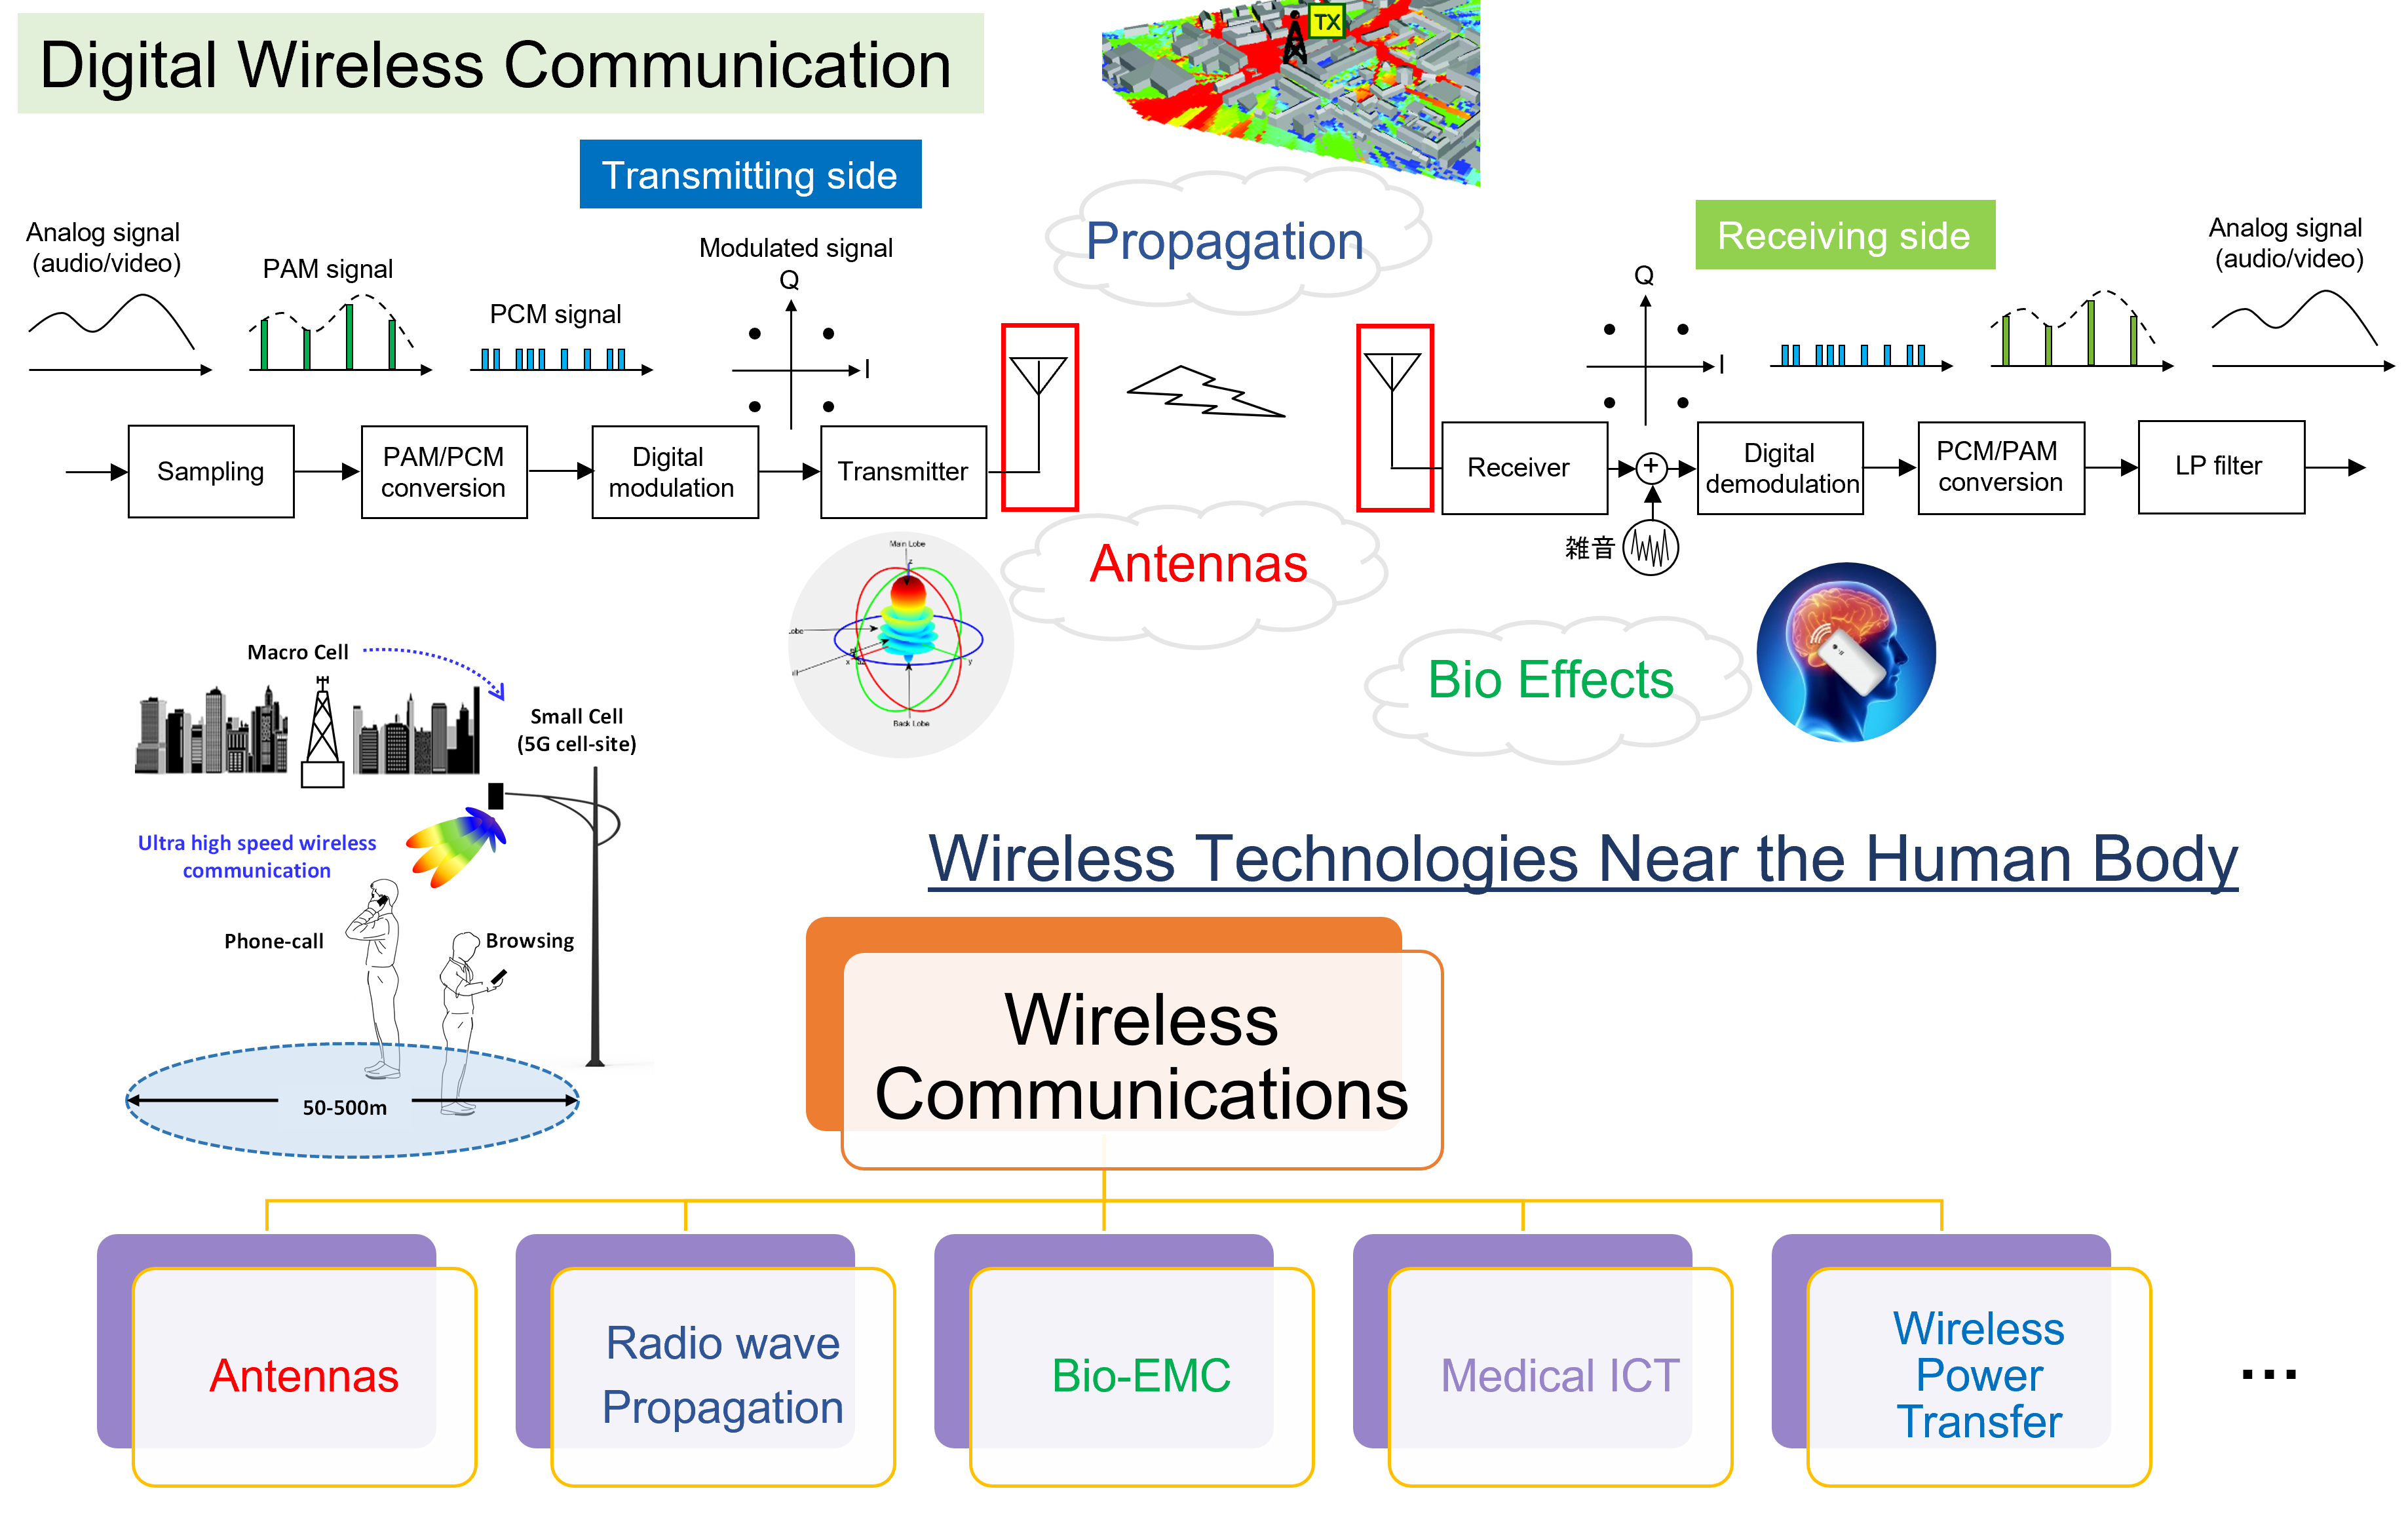 Digital Wireless Communication
TX
Transmitting side
Propagation
Receiving side
Analog signal
(audio/video)
PAM signal
PCM signal
Modulated signal
Q
I
Q
I
Analog signal
(audio/video)
Sampling
PAM/PCM
conversion
Digital
modulation
Transmitter
Receiver
+
Digital
demodulation
PCM/PAM
conversion
LP filter
雑音
Antennas
Main Lobe
z
lobe
x
y
Back Lobe
Bio Effects
Macro Cell
Small Cell
(5G cell-site)
Ultra high speed wireless
communication
Phone-call
Browsing
50-500m
Wireless Technologies Near the Human Body
Wireless
Communications
Antennas
Radio wave
Propagation
Bio-EMC
Medical ICT
Wireless
Power
Transfer
...